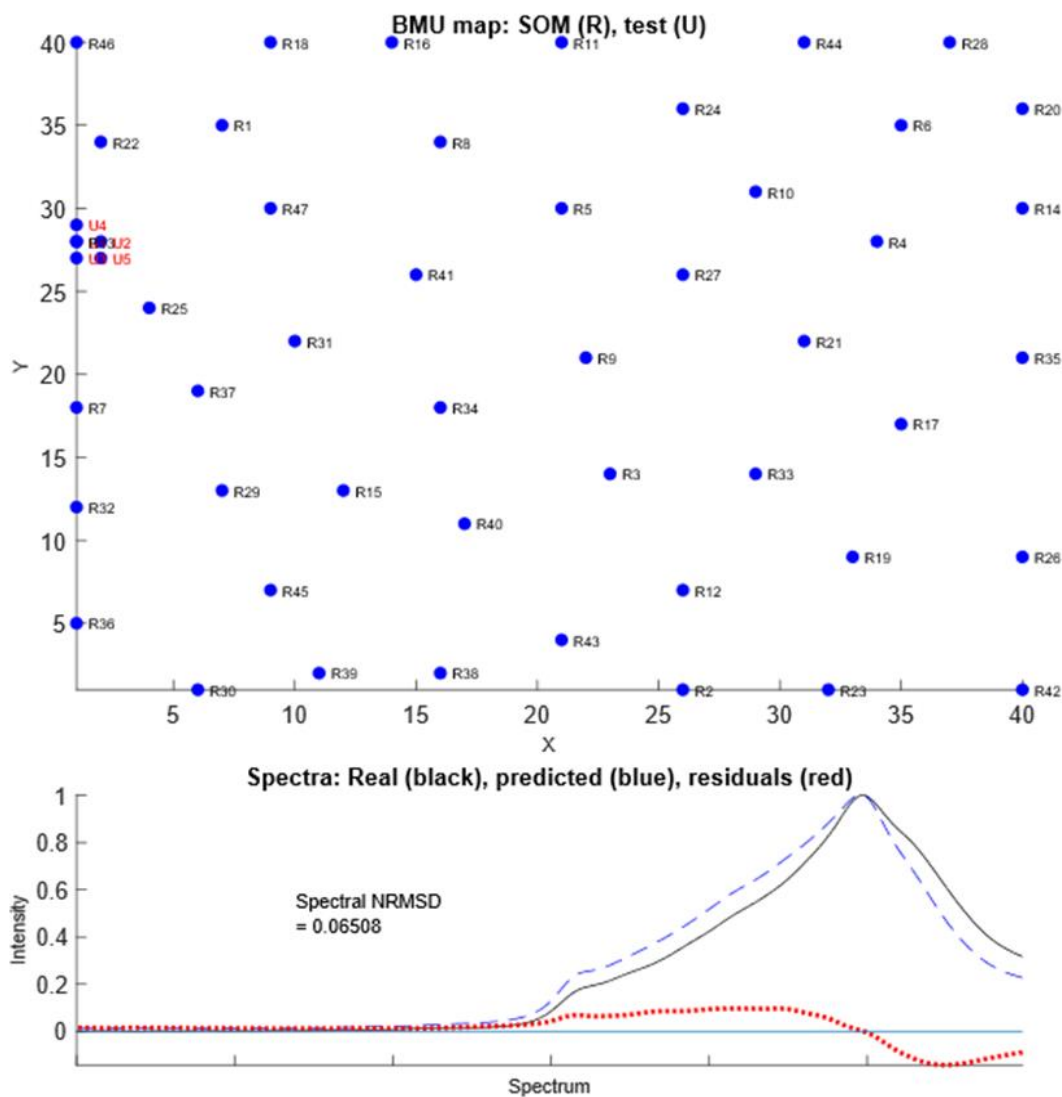 BMU map: SOM (R), test (U)
40
R46
R18
R16
R11
R44
R28
R24
R20
35
R1
R6
R22
R8
R10
30
R47
R5
R14
U4
U2
R4
U5
R41
R27
25
R25
R31
R21
R9
R35
Y
20
R37
R7
R34
R17
15
R3
R33
R29
R15
R32
R40
10
R19
R26
R45
R12
5
R36
R43
R39
R38
R30
R2
R23
R42
5 10 15 20 25 30 35 40
X
Spectra: Real (black), predicted (blue), residuals (red)
1
0.8
0.6
0.4
0.2
0
Intensity
Spectral NRMSD
= 0.06508
Spectrum